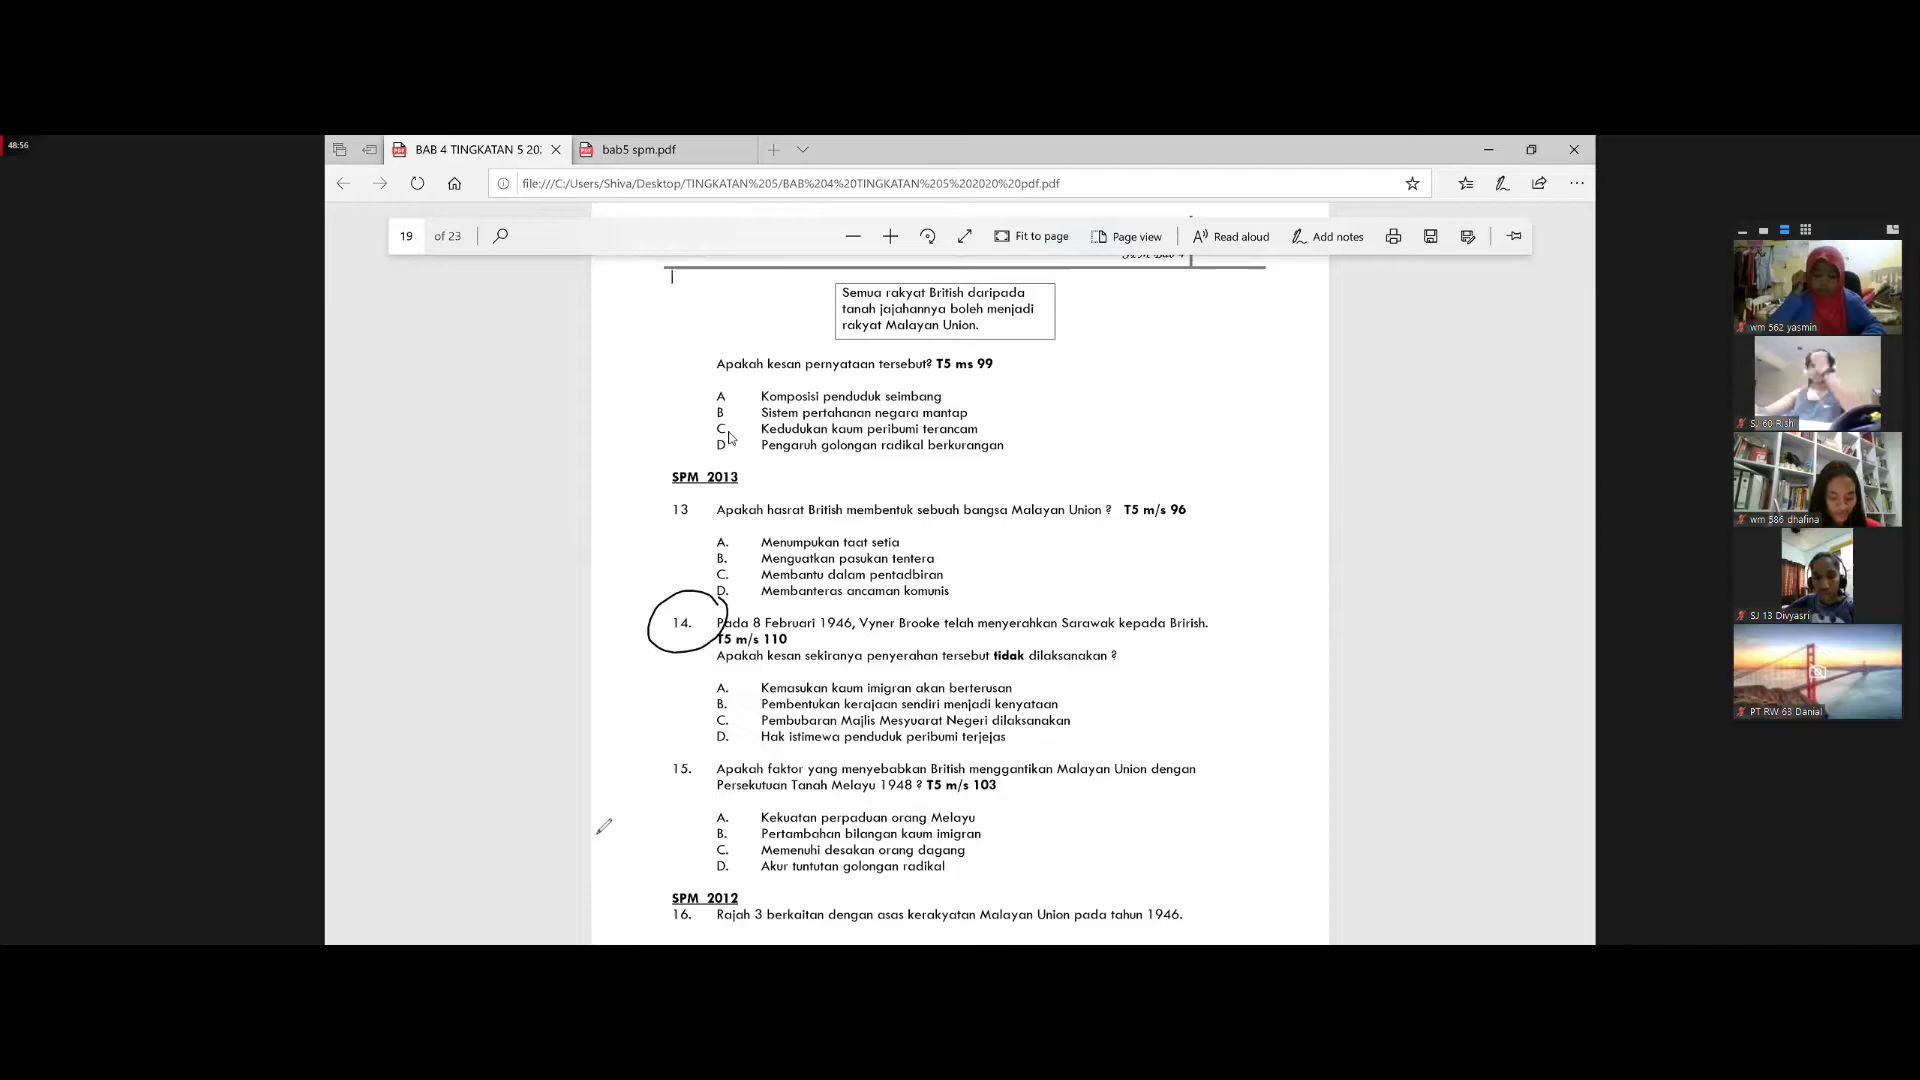 48:56
BAB 4 TINGKATAN 5 20:
bab5 spm.pdf
file:///C:/Users/Shiva/Desktop/TINGKATAN%205/BAB%204%20TINGKATAN%205%202020%20pdf.pdf
19 of 23
Fit to page
Page view
Read aloud
Add notes
Semua rakyat British daripada
tanah jajahannya boleh menjadi
rakyat Malayan Union.
Apakah kesan pernyataan tersebut? T5 ms 99
A Komposisi penduduk seimbang
B Sistem pertahanan negara mantap
C Kedudukan kaum peribumi terancam
D Pengaruh golongan radikal berkurangan
SPM 2013
13 Apakah hasrat British membentuk sebuah bangsa Malayan Union ? T5 m/s 96
A. Menumpukan taat setia
B. Menguatkan pasukan tentera
C. Membantu dalam pentadbiran
D. Membanteras ancaman komunis
14. Pada 8 Februari 1946, Vyner Brooke telah menyerahkan Sarawak kepada Brirish.
T5 m/s 110
Apakah kesan sekiranya penyerahan tersebut tidak dilaksanakan ?
A. Kemasukan kaum imigran akan berterusan
B. Pembentukan kerajaan sendiri menjadi kenyataan
C. Pembubaran Majlis Mesyuarat Negeri dilaksanakan
D. Hak istimewa penduduk peribumi terjejas
15. Apakah faktor yang menyebabkan British menggantikan Malayan Union dengan
Persekutuan Tanah Melayu 1948 ? T5 m/s 103
A. Kekuatan perpaduan orang Melayu
B. Pertambahan bilangan kaum imigran
C. Memenuhi desakan orang dagang
D. Akur tuntutan golongan radikal
SPM 2012
16. Rajah 3 berkaitan dengan asas kerakyatan Malayan Union pada tahun 1946.
wm 562 yasmin
SJ 60 Rish
wm 586 dhafina
SJ 13 Divyasri
PT RW 63 Danial